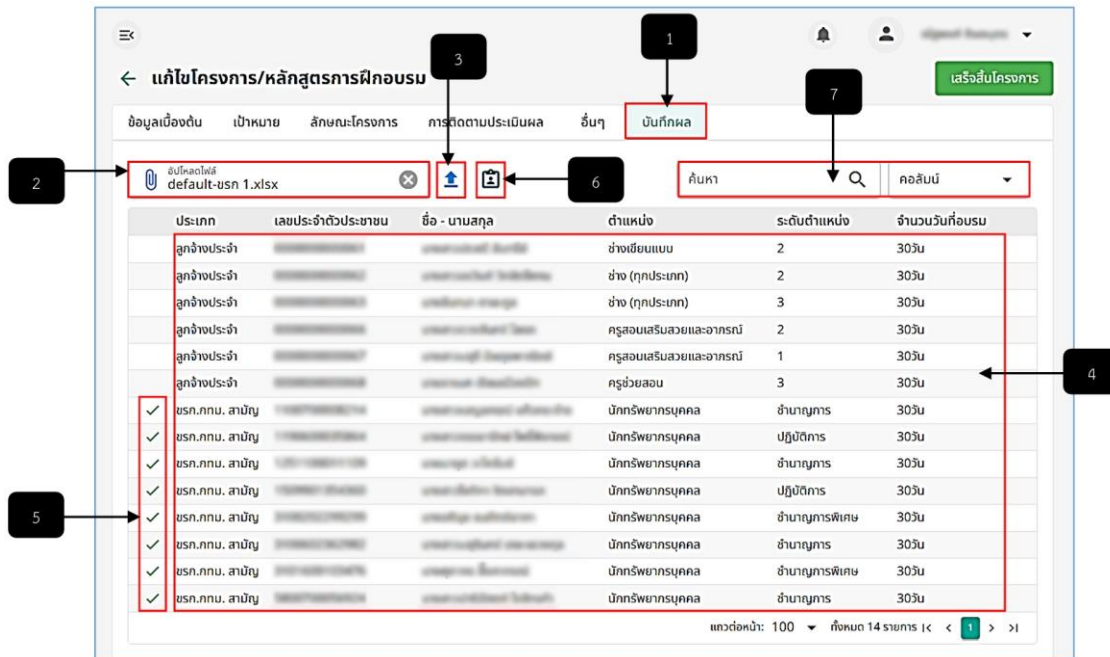 1
3
← แก้ไขโครงการ/หลักสูตรการฝึกอบรม
เสร็จสิ้นโครงการ
7
ข้อมูลเบื้องต้น เป้าหมาย ลักษณะโครงการ การติดตามประเมินผล อื่นๆ บันทึกผล
2
อัปโหลดไฟล์
default-ขรก 1.xlsx
6
ค้นหา
คอลัมน์
ประเภท เลขประจำตัวประชาชน ชื่อ - นามสกุล ตำแหน่ง ระดับตำแหน่ง จำนวนวันที่อบรม
ลูกจ้างประจำ ช่างเขียนแบบ 2 30วัน
ลูกจ้างประจำ ช่าง (ทุกประเภท) 2 30วัน
ลูกจ้างประจำ ช่าง (ทุกประเภท) 3 30วัน
ลูกจ้างประจำ ครูสอนเสริมสวยและอาภรณ์ 2 30วัน
ลูกจ้างประจำ ครูสอนเสริมสวยและอาภรณ์ 1 30วัน
4
ลูกจ้างประจำ ครูช่วยสอน 3 30วัน
ขรก.กทม. สามัญ นักทรัพยากรบุคคล ชำนาญการ 30วัน
ขรก.กทม. สามัญ นักทรัพยากรบุคคล ปฏิบัติการ 30วัน
ขรก.กทม. สามัญ นักทรัพยากรบุคคล ชำนาญการ 30วัน
ขรก.กทม. สามัญ นักทรัพยากรบุคคล ปฏิบัติการ 30วัน
5
ขรก.กทม. สามัญ นักทรัพยากรบุคคล ชำนาญการพิเศษ 30วัน
ขรก.กทม. สามัญ นักทรัพยากรบุคคล ชำนาญการ 30วัน
ขรก.กทม. สามัญ นักทรัพยากรบุคคล ชำนาญการพิเศษ 30วัน
ขรก.กทม. สามัญ นักทรัพยากรบุคคล ชำนาญการ 30วัน
แถวต่อหน้า: 100 ทั้งหมด 14 รายการ |< < 1 > >|